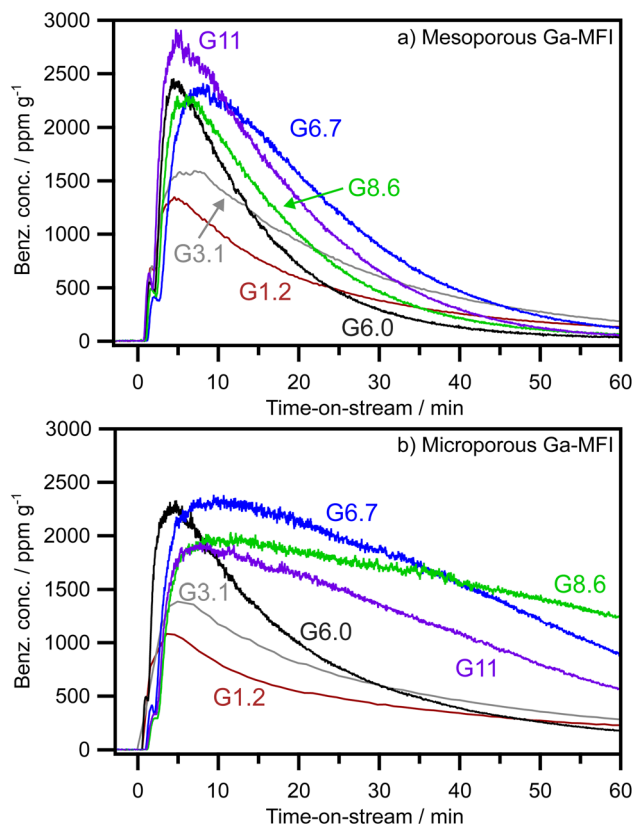 a) Mesoporous Ga-MFI
3000
2500
2000
1500
1000
500
0
Benz. conc. / ppm g⁻¹
G11
G6.7
G8.6
G3.1
G1.2
G6.0
0 10 20 30 40 50 60
Time-on-stream / min
b) Microporous Ga-MFI
3000
2500
2000
1500
1000
500
0
Benz. conc. / ppm g⁻¹
G6.7
G8.6
G3.1
G6.0
G11
G1.2
0 10 20 30 40 50 60
Time-on-stream / min